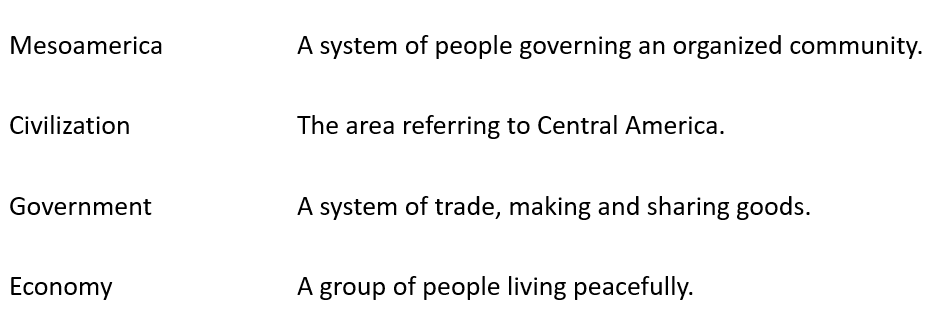 Mesoamerica A system of people governing an organized community.
Civilization The area referring to Central America.
Government A system of trade, making and sharing goods.
Economy A group of people living peacefully.